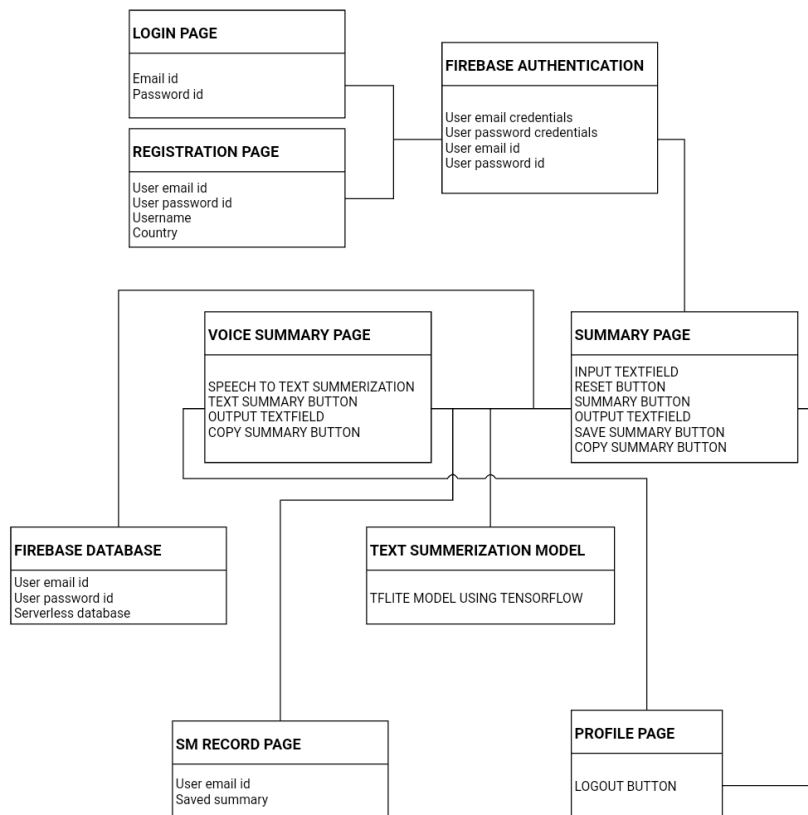 LOGIN PAGE
Email id
Password id
FIREBASE AUTHENTICATION
User email credentials
User password credentials
User email id
User password id
REGISTRATION PAGE
User email id
User password id
Username
Country
VOICE SUMMARY PAGE
SPEECH TO TEXT SUMMERIZATION
TEXT SUMMARY BUTTON
OUTPUT TEXTFIELD
COPY SUMMARY BUTTON
SUMMARY PAGE
INPUT TEXTFIELD
RESET BUTTON
SUMMARY BUTTON
OUTPUT TEXTFIELD
SAVE SUMMARY BUTTON
COPY SUMMARY BUTTON
FIREBASE DATABASE
User email id
User password id
Serverless database
TEXT SUMMERIZATION MODEL
TFLITE MODEL USING TENSORFLOW
SM RECORD PAGE
User email id
Saved summary
PROFILE PAGE
LOGOUT BUTTON